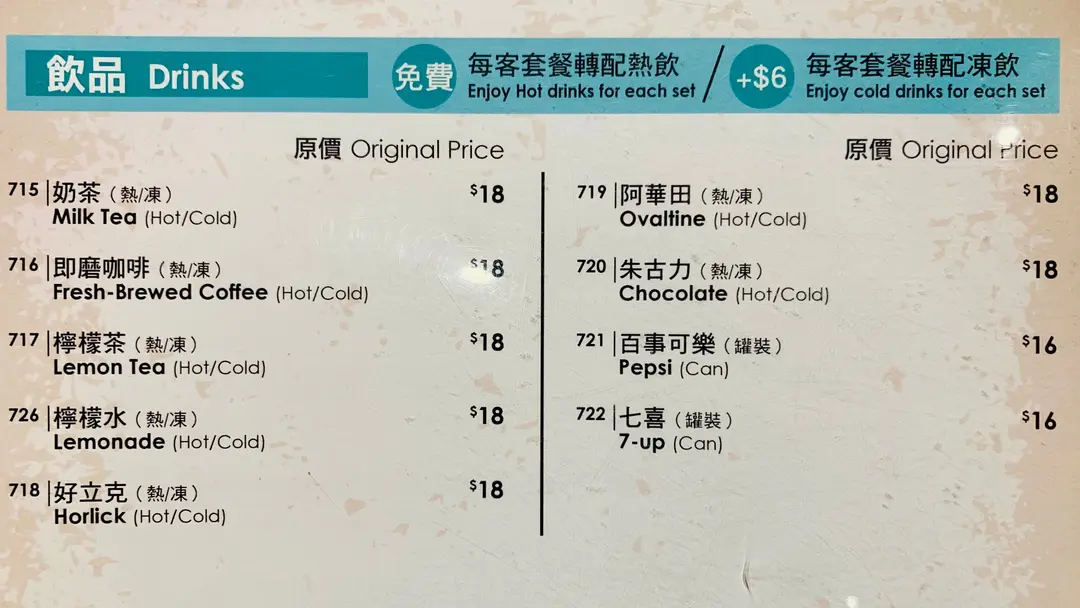 飲品 Drinks
免費 每客套餐轉配熱飲
Enjoy Hot drinks for each set
/
+$6 每客套餐轉配凍飲
Enjoy cold drinks for each set
原價 Original Price
715 奶茶（熱/凍） $18
Milk Tea (Hot/Cold)
716 即磨咖啡（熱/凍） $18
Fresh-Brewed Coffee (Hot/Cold)
717 檸檬茶（熱/凍） $18
Lemon Tea (Hot/Cold)
726 檸檬水（熱/凍） $18
Lemonade (Hot/Cold)
718 好立克（熱/凍） $18
Horlick (Hot/Cold)
原價 Original Price
719 阿華田（熱/凍） $18
Ovaltine (Hot/Cold)
720 朱古力（熱/凍） $18
Chocolate (Hot/Cold)
721 百事可樂（罐裝） $16
Pepsi (Can)
722 七喜（罐裝） $16
7-up (Can)